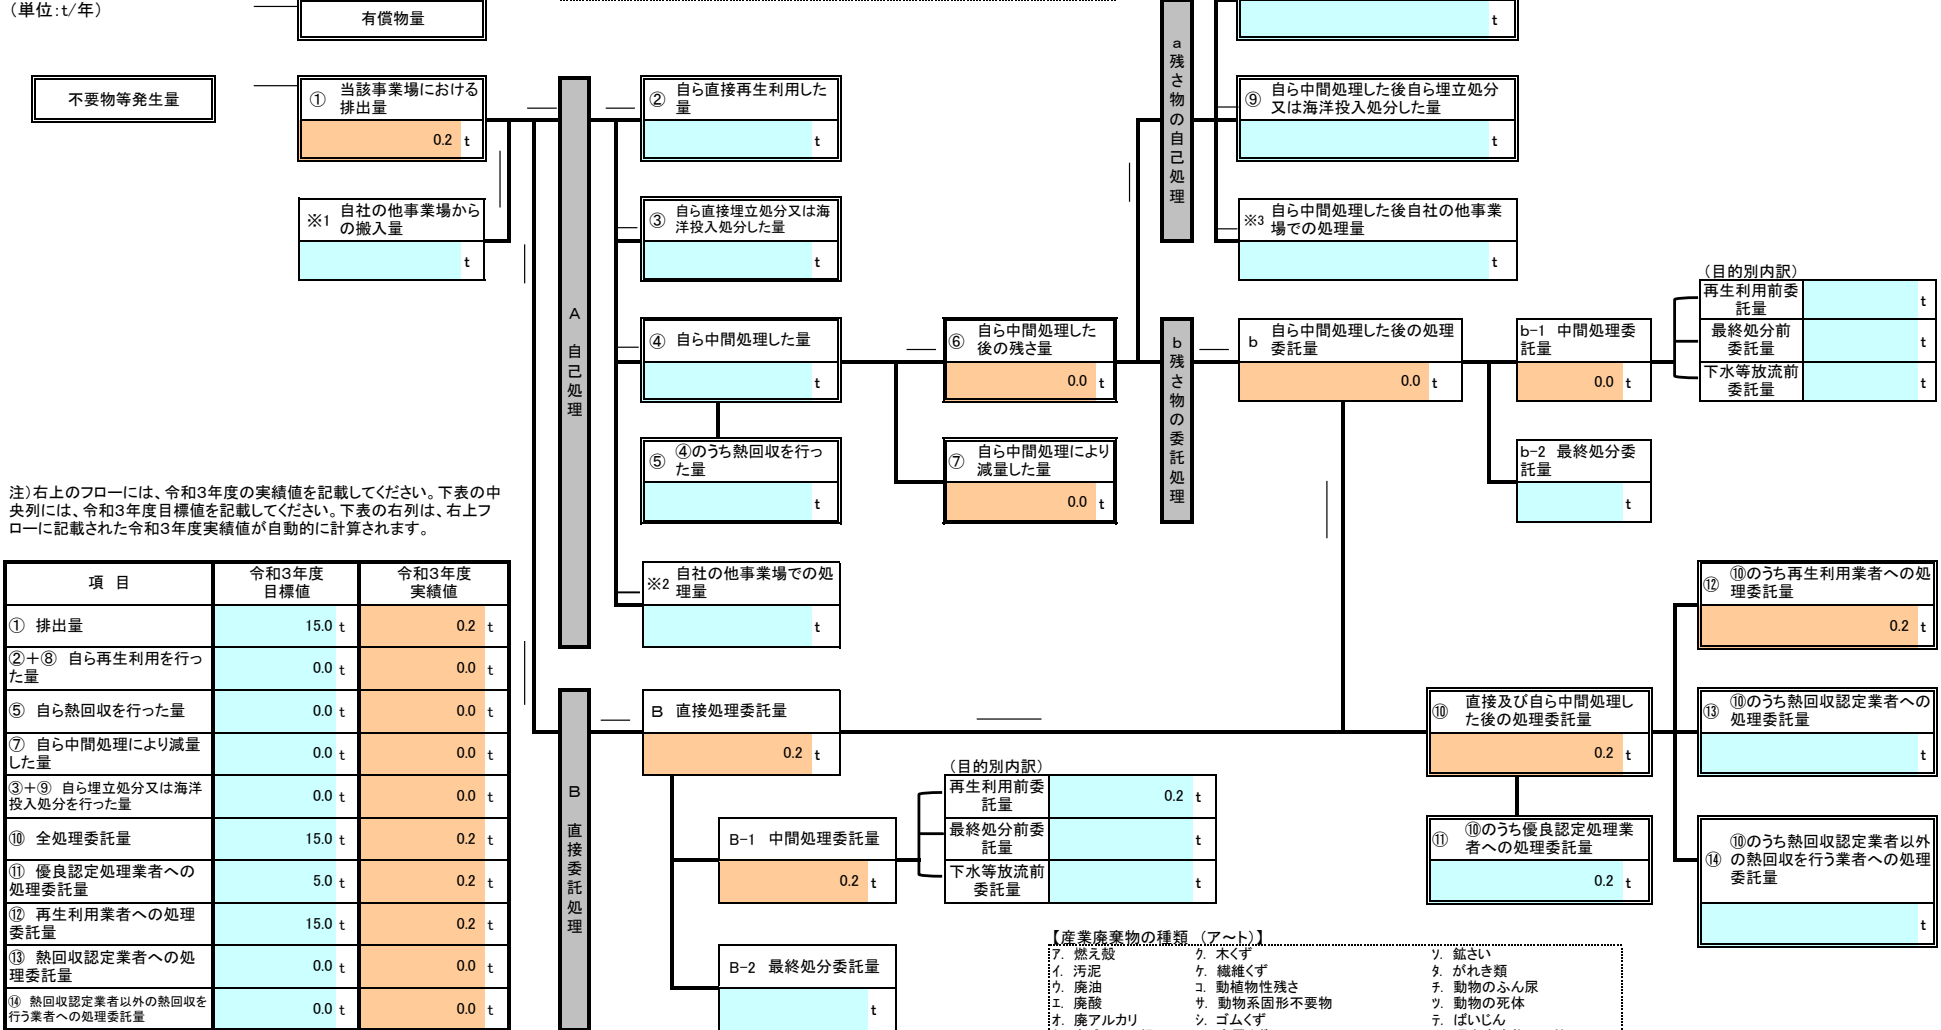 （単位：t/年）
有償物量
t
不要物等発生量
① 当該事業場における
排出量
0.2 t
※1 自社の他事業場から
の搬入量
t
A 自己処理
② 自ら直接再生利用した
量
t
③ 自ら直接埋立処分又は海
洋投入処分した量
t
④ 自ら中間処理した量
t
⑤ ④のうち熱回収を行っ
た量
t
※2 自社の他事業場での処
理量
t
⑥ 自ら中間処理した
後の残さ量
0.0 t
⑦ 自ら中間処理により
減量した量
0.0 t
a 残さ物の自己処理
⑨ 自ら中間処理した後自ら埋立処分
又は海洋投入処分した量
t
※3 自ら中間処理した後自社の他事業
場での処理量
t
b 残さ物の委託処理
b 自ら中間処理した後の処理
委託量
0.0 t
b-1 中間処理委
託量
0.0 t
b-2 最終処分委
託量
t
（目的別内訳）
再生利用前委
託量
t
最終処分前
委託量
t
下水等放流前
委託量
t
注）右上のフローには、令和3年度の実績値を記載してください。下表の中
央列には、令和3年度目標値を記載してください。下表の右列は、右上フ
ローに記載された令和3年度実績値が自動的に計算されます。
項 目 令和3年度
目標値 令和3年度
実績値
① 排出量 15.0 t 0.2 t
②＋⑧ 自ら再生利用を行っ
た量 0.0 t 0.0 t
⑤ 自ら熱回収を行った量 0.0 t 0.0 t
⑦ 自ら中間処理により減量
した量 0.0 t 0.0 t
③＋⑨ 自ら埋立処分又は海洋
投入処分を行った量 0.0 t 0.0 t
⑩ 全処理委託量 15.0 t 0.2 t
⑪ 優良認定処理業者への
処理委託量 5.0 t 0.2 t
⑫ 再生利用業者への処理
委託量 15.0 t 0.2 t
⑬ 熱回収認定業者への処
理委託量 0.0 t 0.0 t
⑭ 熱回収認定業者以外の熱回収を
行う業者への処理委託量 0.0 t 0.0 t
B 直接委託処理
B 直接処理委託量
0.2 t
B-1 中間処理委託量
0.2 t
B-2 最終処分委託量
t
（目的別内訳）
再生利用前委
託量
0.2 t
最終処分前委
託量
t
下水等放流前
委託量
t
⑩ 直接及び自ら中間処理し
た後の処理委託量
0.2 t
⑪ ⑩のうち優良認定処理業
者への処理委託量
0.2 t
⑫ ⑩のうち再生利用業者への処
理委託量
0.2 t
⑬ ⑩のうち熱回収認定業者への
処理委託量
t
⑭ ⑩のうち熱回収認定業者以外
の熱回収を行う業者への処理
委託量
t
【産業廃棄物の種類 （ア～ト）】
ア. 燃え殻 ク. 木くず ソ. 鉱さい
イ. 汚泥 ケ. 繊維くず タ. がれき類
ウ. 廃油 コ. 動植物性残さ チ. 動物のふん尿
エ. 廃酸 サ. 動物系固形不要物 ツ. 動物の死体
オ. 廃アルカリ シ. ゴムくず テ. ばいじん